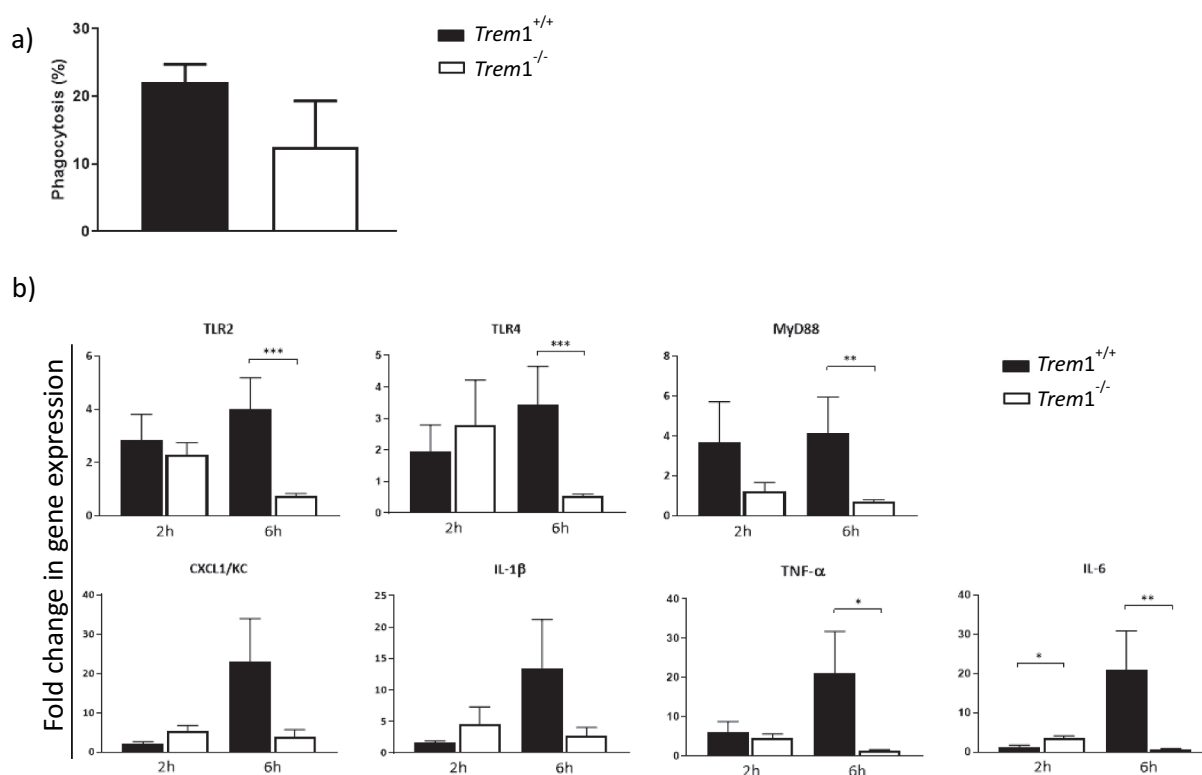 a)
Phagocytosis (%)
30
20
10
0
Trem1+/+
Trem1-/-
b)
Fold change in gene expression
TLR2
6
4
2
0
***
2h
6h
TLR4
5
4
3
2
1
0
***
2h
6h
MyD88
8
6
4
2
0
**
2h
6h
Trem1+/+
Trem1-/-
CXCL1/KC
40
30
20
10
0
2h
6h
IL-1β
25
20
15
10
5
0
2h
6h
TNF-α
40
30
20
10
0
*
2h
6h
IL-6
40
30
20
10
0
*
**
2h
6h